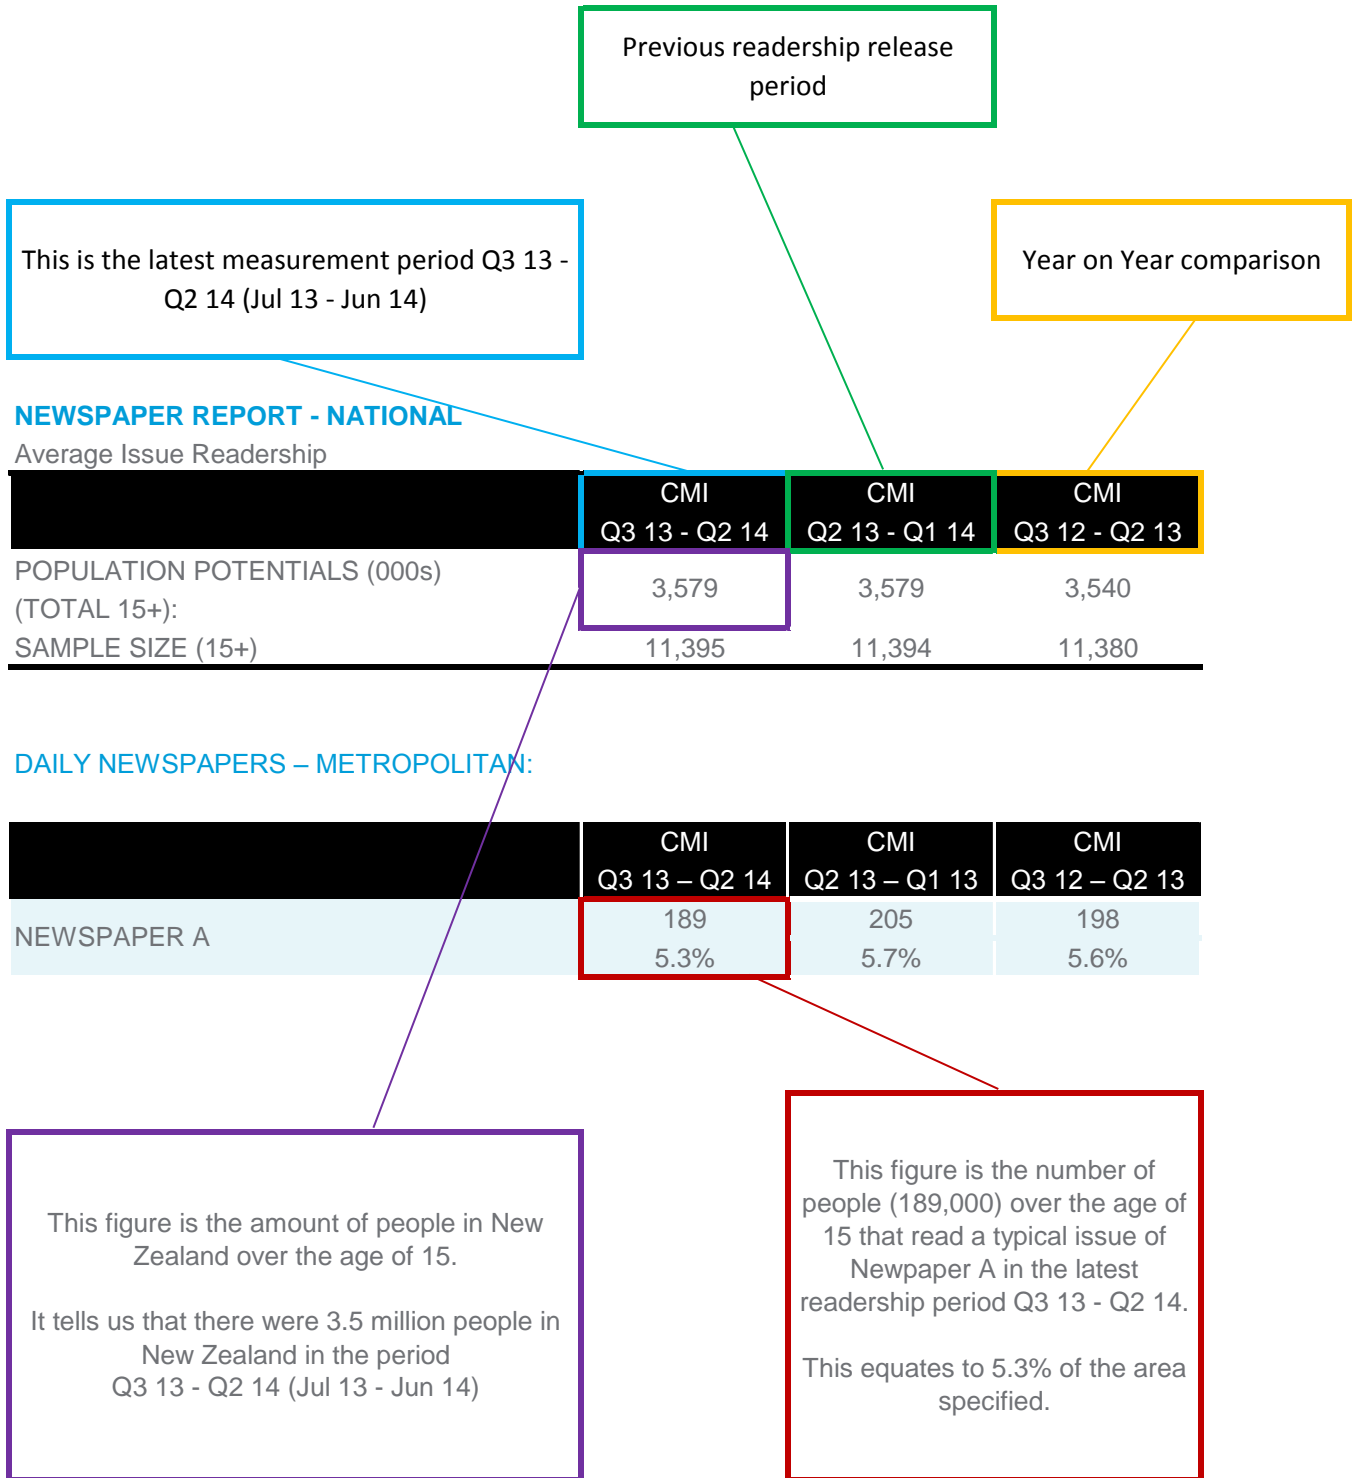 Previous readership release
period
This is the latest measurement period Q3 13 -
Q2 14 (Jul 13 - Jun 14)
Year on Year comparison
NEWSPAPER REPORT - NATIONAL
Average Issue Readership
CMI CMI CMI
Q3 13 - Q2 14 Q2 13 - Q1 14 Q3 12 - Q2 13
POPULATION POTENTIALS (000s)
(TOTAL 15+):
3,579 3,579 3,540
SAMPLE SIZE (15+) 11,395 11,394 11,380
DAILY NEWSPAPERS – METROPOLITAN:
CMI CMI CMI
Q3 13 – Q2 14 Q2 13 – Q1 13 Q3 12 – Q2 13
NEWSPAPER A
189 205 198
5.3% 5.7% 5.6%
This figure is the amount of people in New
Zealand over the age of 15.
It tells us that there were 3.5 million people in
New Zealand in the period
Q3 13 - Q2 14 (Jul 13 - Jun 14)
This figure is the number of
people (189,000) over the age of
15 that read a typical issue of
Newpaper A in the latest
readership period Q3 13 - Q2 14.
This equates to 5.3% of the area
specified.